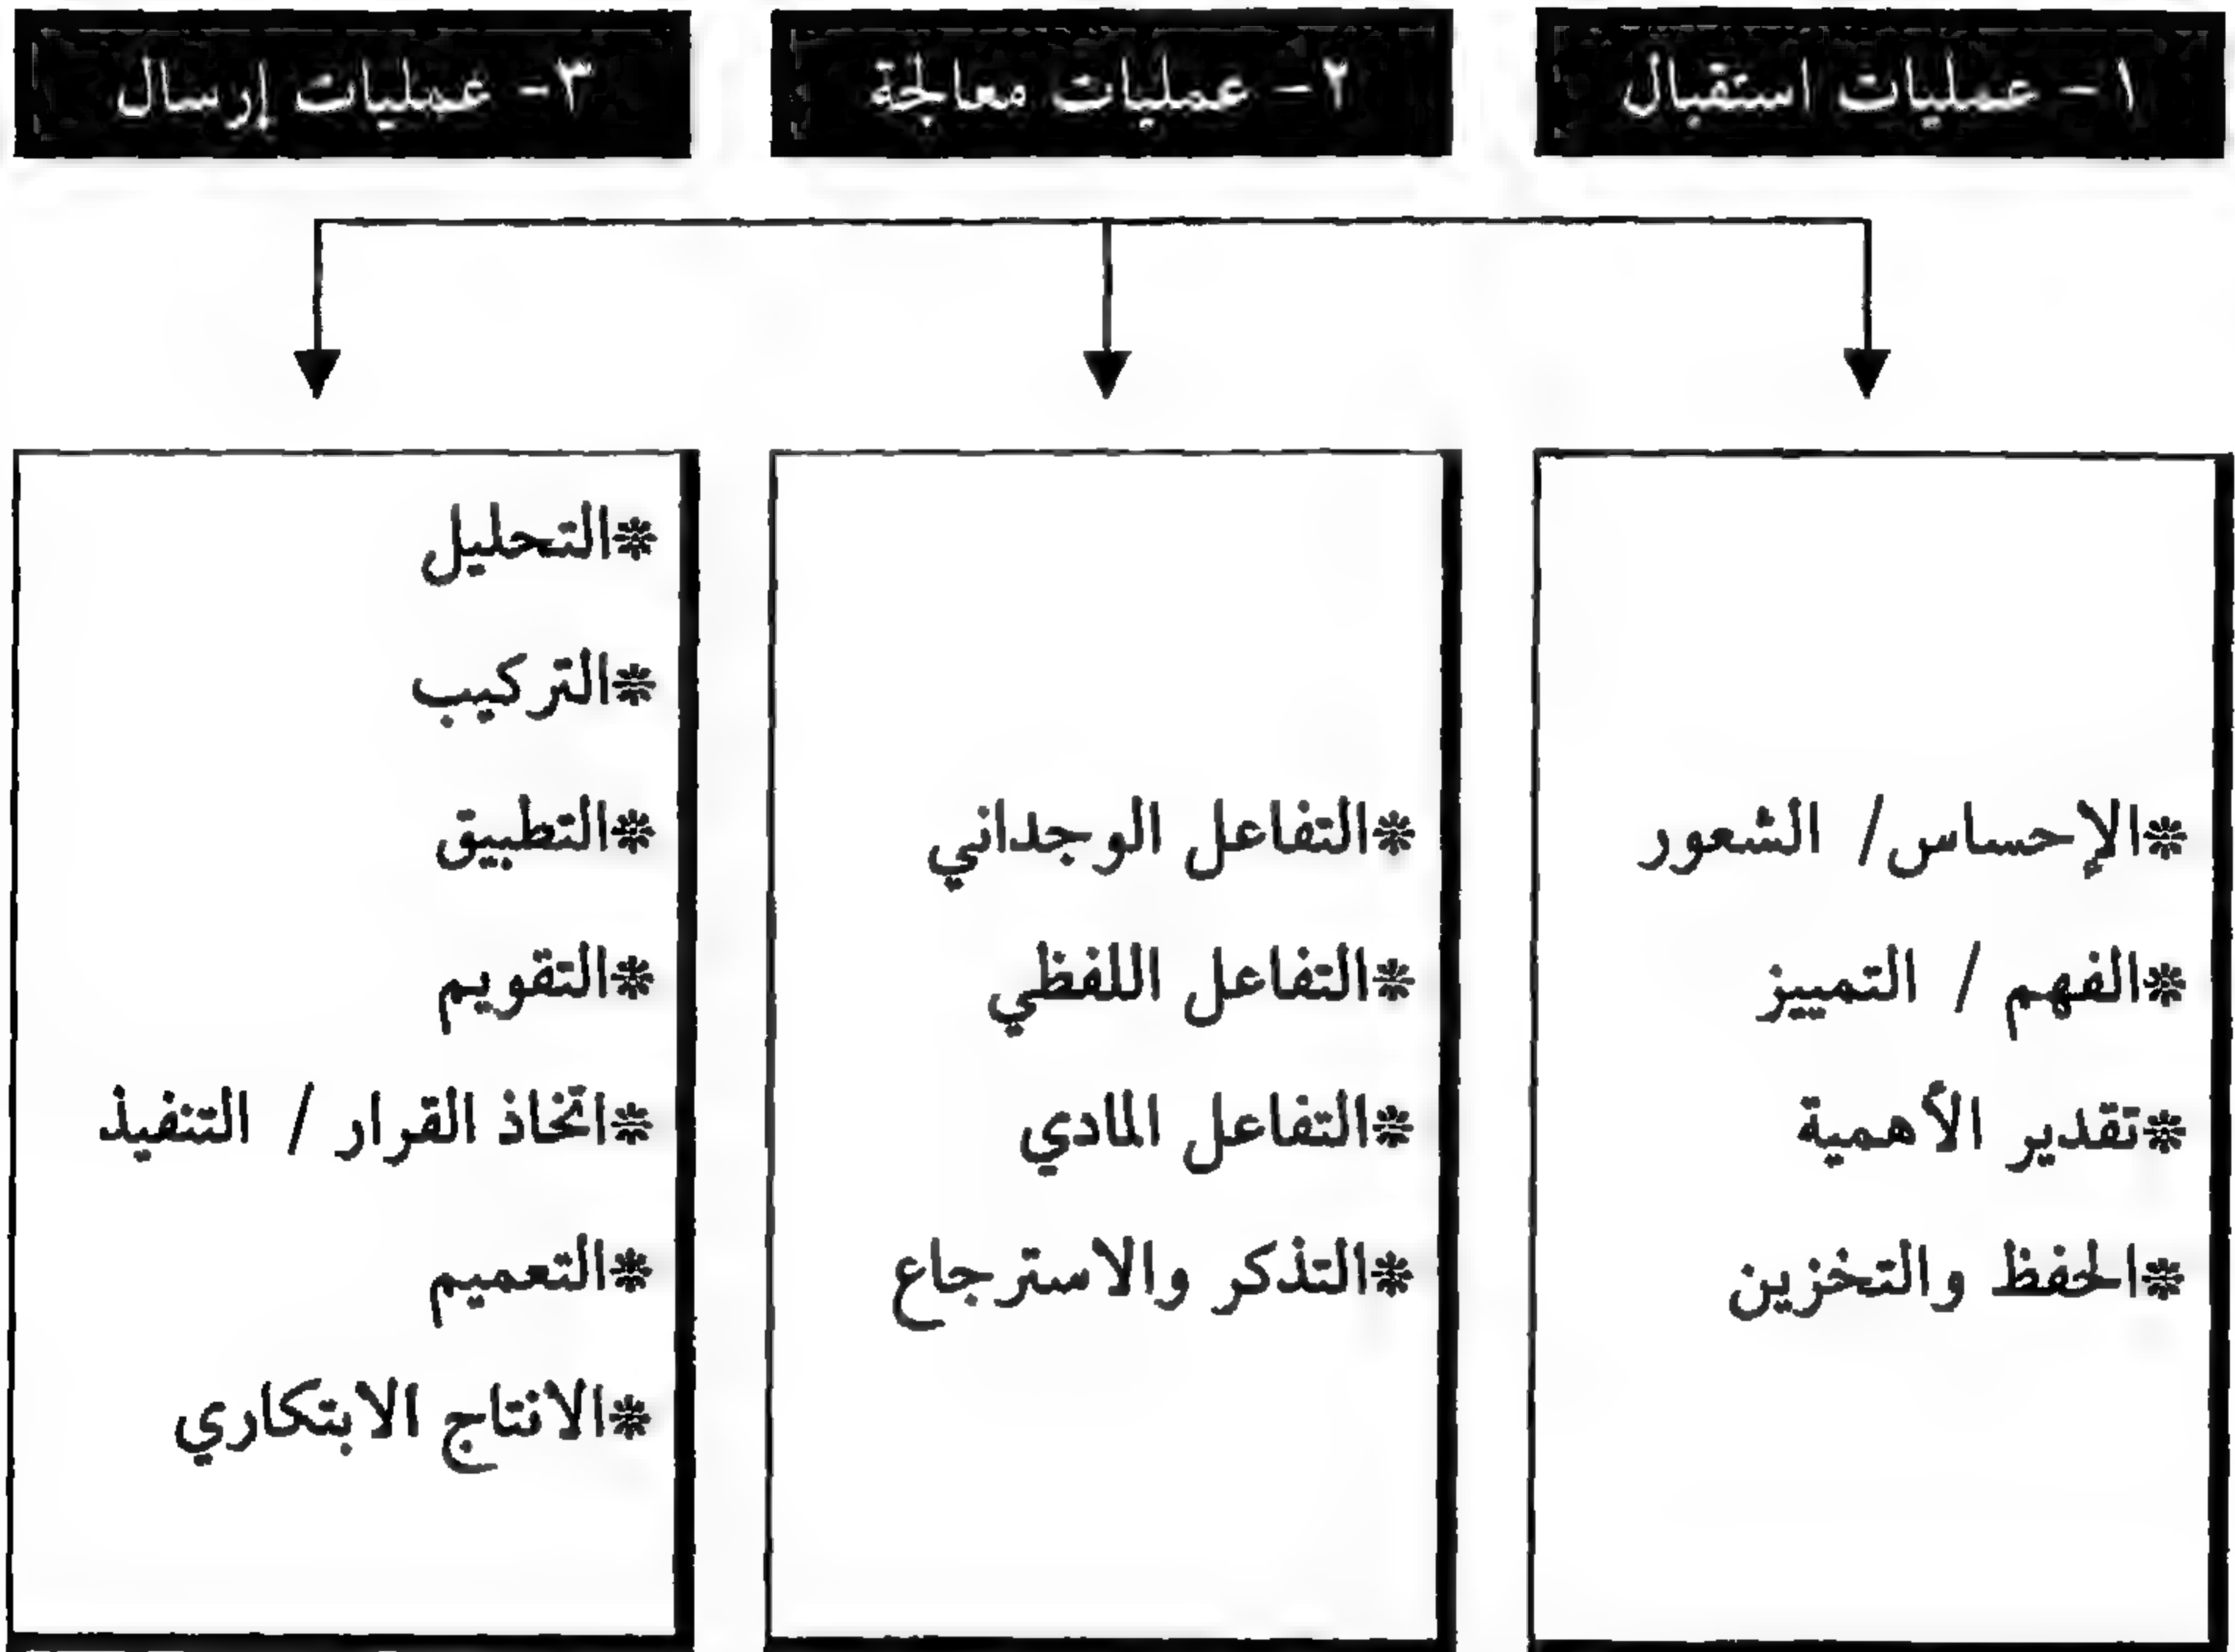 ١ - عمليات استقبال
٢ - عمليات معالجة
٣ - عمليات إرسال
*الإحساس/ الشعور
*الفهم / التمييز
*تقدير الأهمية
*الحفظ والتخزين
*التفاعل الوجداني
*التفاعل اللفظي
*التفاعل المادي
*التذكر والاسترجاع
*التحليل
*التركيب
*التطبيق
*التقويم
*اتخاذ القرار / التنفيذ
*التعميم
*الانتاج الابتكاري